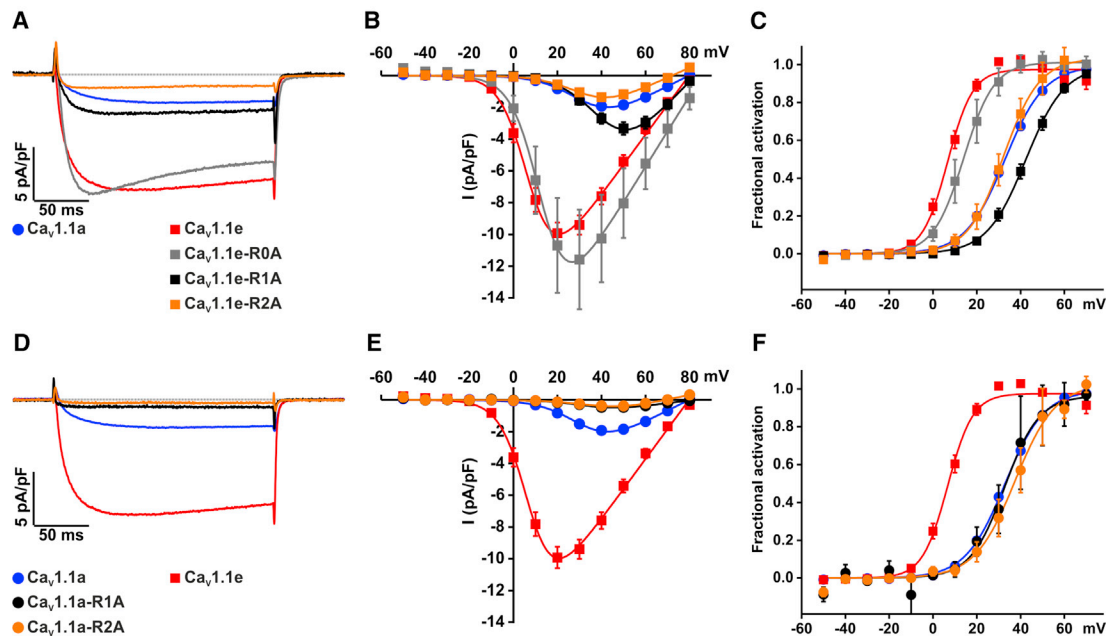 A
5 pA/pF
50 ms
Cav1.1a
Cav1.1e
Cav1.1e-R0A
Cav1.1e-R1A
Cav1.1e-R2A
B
-60 -40 -20 0 20 40 60 80 mV
-2
-4
-6
-8
-10
-12
-14
I (pA/pF)
C
1.0
0.8
0.6
0.4
0.2
0.0
Fractional activation
-60 -40 -20 0 20 40 60 mV
D
5 pA/pF
50 ms
Cav1.1a
Cav1.1e
Cav1.1a-R1A
Cav1.1a-R2A
E
-60 -40 -20 0 20 40 60 80 mV
-2
-4
-6
-8
-10
-12
-14
I (pA/pF)
F
1.0
0.8
0.6
0.4
0.2
0.0
Fractional activation
-60 -40 -20 0 20 40 60 mV